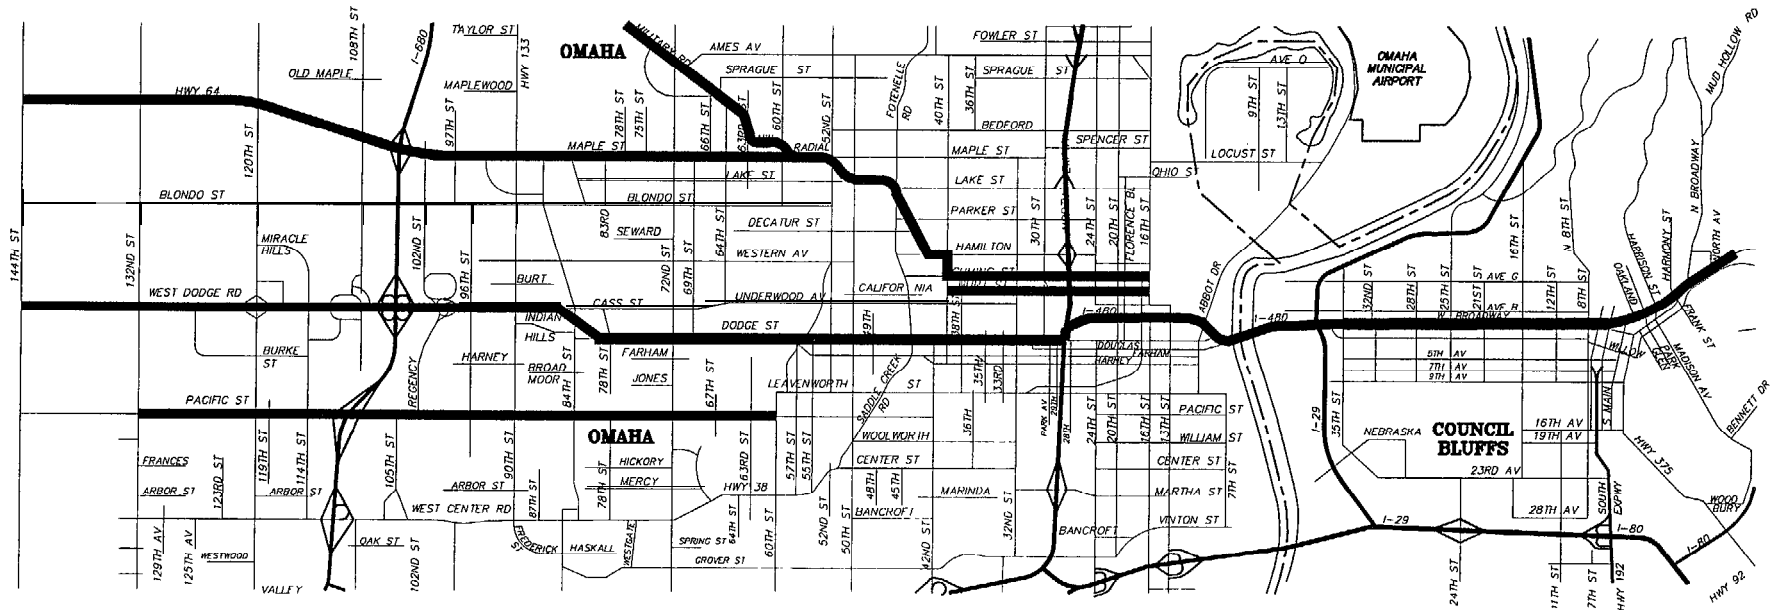 TAYLOR ST
108TH ST
I-680
HWY 133
OMAHA
MILITARY RD
AMES AV
FOWLER ST
MUD HOLLOW RD
OLD MAPLE
SPRAGUE ST
SPRAGUE ST
AVE O
OMAHA
MUNICIPAL
AIRPORT
MAPLEWOOD
HWY 64
97TH ST
78TH ST
75TH ST
66TH ST
63RD
60TH ST
52ND ST
FOTENELLE
RD
40TH ST
36TH ST
9TH ST
13TH ST
BEDFORD
120TH ST
MAPLE ST
RADIAL
MAPLE ST
SPENCER ST
LOCUST ST
N BROADWAY
LAKE ST
LAKE ST
OHIO ST
BLONDO ST
BLONDO ST
PARKER ST
30TH ST
24TH ST
20TH ST
FLORENCE BL
16TH ST
83RD
SEWARD
DECATUR ST
64TH ST
144TH ST
132ND ST
MIRACLE
HILLS
102ND ST
96TH ST
72ND ST
69TH ST
WESTERN AV
HAMILTON
16TH ST
N 8TH ST
HARRISON ST
HARMONY ST
NORTH AV
OAKLAND
BURT
CUMING ST
BURT ST
ABBOT DR
AVE G
WEST DODGE RD
CASS ST
UNDERWOOD AV
CALIFORNIA
32ND ST
28TH ST
25TH ST
21ST
12TH ST
8TH ST
AVE B
INDIAN
HILLS
DODGE ST
38TH ST
I-480
I-480
W BROADWAY
FRANK ST
BURKE
ST
REGENCY
HARNEY
BROAD
MOOR
84TH ST
78TH ST
FARHAM
JONES
67TH ST
LEAVENWORTH ST
SADDLE CREEK
RD
35TH
33RD
DOUGLAS
HARNEY
FARHAM
WILLOW
5TH AV
7TH AV
9TH AV
PARK
GLEN
MADISON AV
BENNETT DR
PACIFIC ST
OMAHA
36TH
PARK AV
29TH
28TH
24TH ST
20TH ST
16TH ST
13TH ST
PACIFIC ST
WILLIAM ST
I-29
35TH ST
S MAIN
NEBRASKA
COUNCIL
BLUFFS
16TH AV
19TH AV
HWY 375
WOOLWORTH
FRANCES
119TH ST
114TH ST
105TH ST
90TH ST
HICKORY
MERCY
63RD ST
57TH ST
55TH ST
CENTER ST
CENTER ST
23RD AV
ARBOR ST
123RD ST
ARBOR ST
ARBOR ST
87TH ST
78TH ST
HWY 38
48TH
45TH
MARINDA
MARTHA ST
7TH ST
WOOD
BURY
WEST CENTER RD
BANCROFT
32ND ST
BANCROFT
VINTON ST
28TH AV
SOUTH
EXPWY
129TH AV
125TH AV
WESTWOOD
OAK ST
102ND ST
FREDERICK
ST
HASKALL
WESTGATE
SPRING ST
64TH ST
60TH ST
52ND ST
50TH ST
42ND ST
GROVER ST
I-29
I-80
I-80
VALLEY
24TH ST
11TH ST
7TH ST
HWY 192
HWY 92